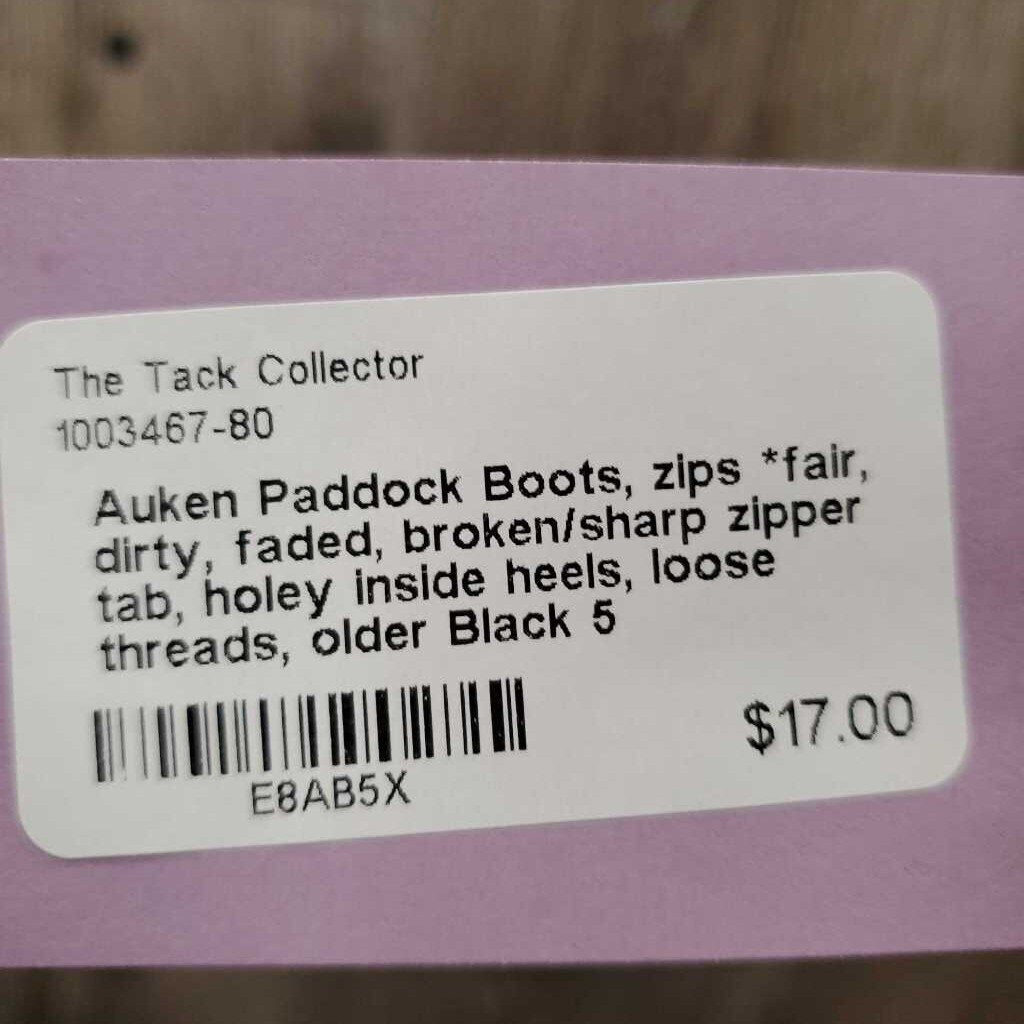 The Tack Collector
1003467-80
Auken Paddock Boots, zips *fair,
dirty, faded, broken/sharp zipper
tab, holey inside heels, loose
threads, older Black 5
E8AB5X
$17.00